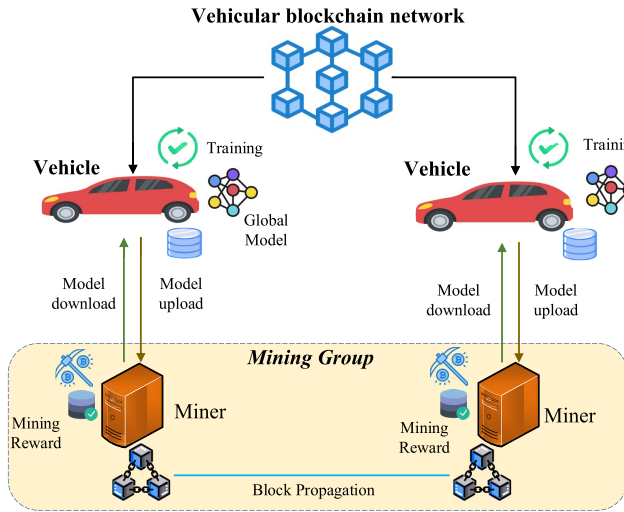 Vehicular blockchain network
Training
Vehicle
Global
Model
Model
download
Model
upload
Traini
Vehicle
Model
download
Model
upload
Mining Group
Miner
Mining
Reward
Miner
Mining
Reward
Block Propagation